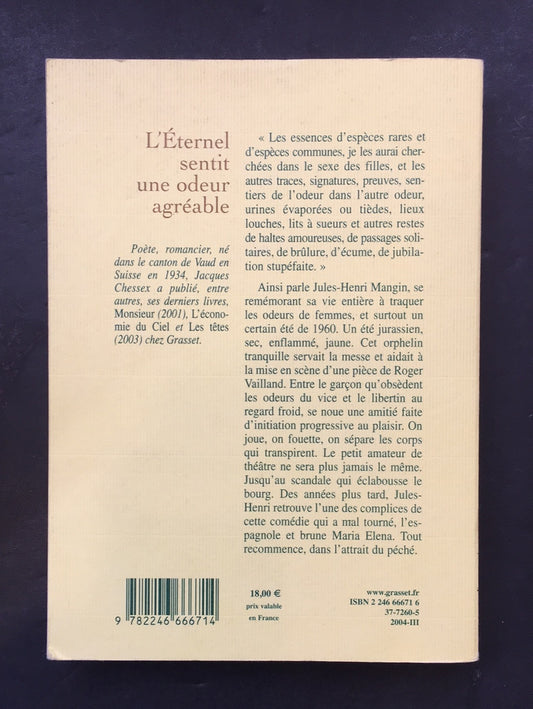 L'Éternel
sentit
une odeur
agréable
Poète, romancier, né
dans le canton de Vaud en
Suisse en 1934, Jacques
Chessex a publié, entre
autres, ses derniers livres,
Monsieur (2001), L'écono-
mie du Ciel et Les têtes
(2003) chez Grasset.
« Les essences d'espèces rares et
d'espèces communes, je les aurai cher-
chées dans le sexe des filles, et les
autres traces, signatures, preuves, sen-
tiers de l'odeur dans l'autre odeur,
urines évaporées ou tièdes, lieux
louches, lits à sueurs et autres restes
de haltes amoureuses, de passages soli-
taires, de brûlure, d'écume, de jubi-
lation stupéfaite. »
Ainsi parle Jules-Henri Mangin, se
remémorant sa vie entière à traquer
les odeurs de femmes, et surtout un
certain été de 1960. Un été jurassien,
sec, enflammé, jaune. Cet orphelin
tranquille servait la messe et aidait à
la mise en scène d'une pièce de Roger
Vailland. Entre le garçon qu'obsèdent
les odeurs du vice et le libertin au
regard froid, se noue une amitié faite
d'initiation progressive au plaisir. On
joue, on fouette, on sépare les corps
qui transpirent. Le petit amateur de
théâtre ne sera plus jamais le même.
Jusqu'au scandale qui éclabousse le
bourg. Des années plus tard, Jules-
Henri retrouve l'une des complices de
cette comédie qui a mal tourné, l'es-
pagnole et brune Maria Elena. Tout
recommence, dans l'attrait du péché.
9 782246 666714
18,00 €
prix valable
en France
www.grasset.fr
ISBN 2 246 66671 6
37-7260-5
2004-III